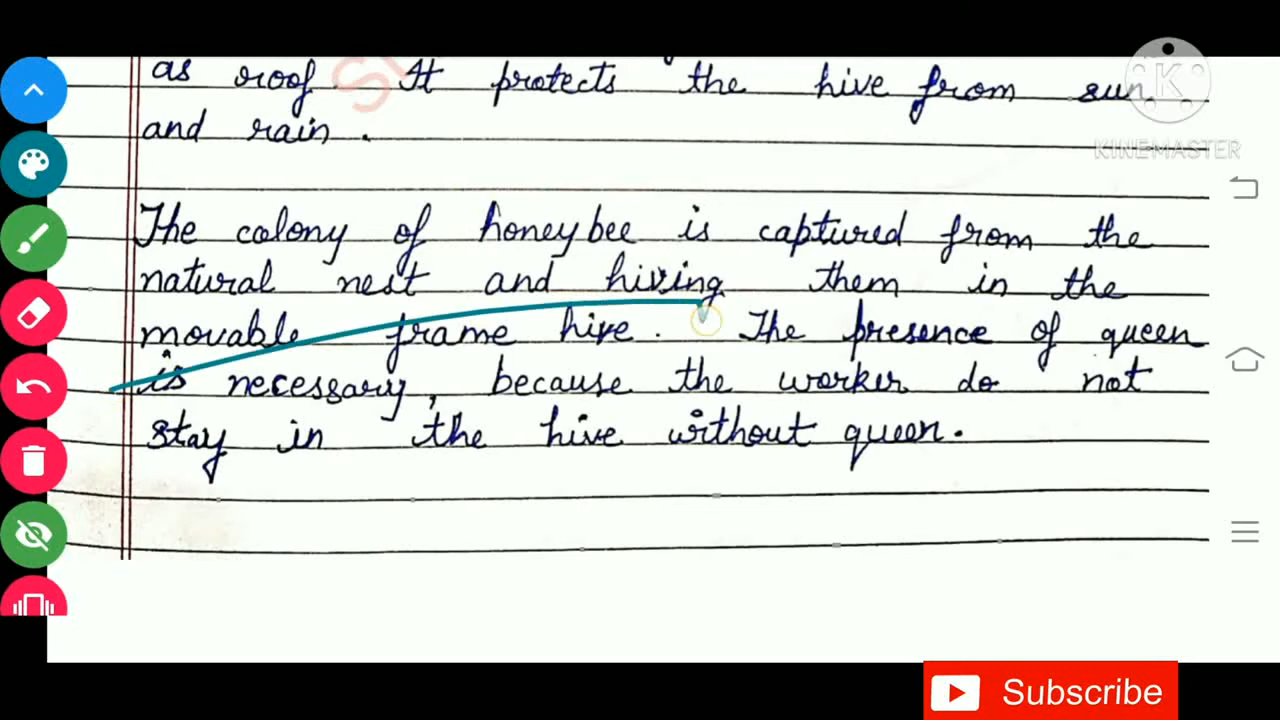 as roof. It protects the hive from sun
and rain.
KINEMASTER
The colony of honeybee is captured from the
natural nest and hiving them in the
movable frame hive. The presence of queen
is necessary, because the worker do not
stay in the hive without queen.
Subscribe